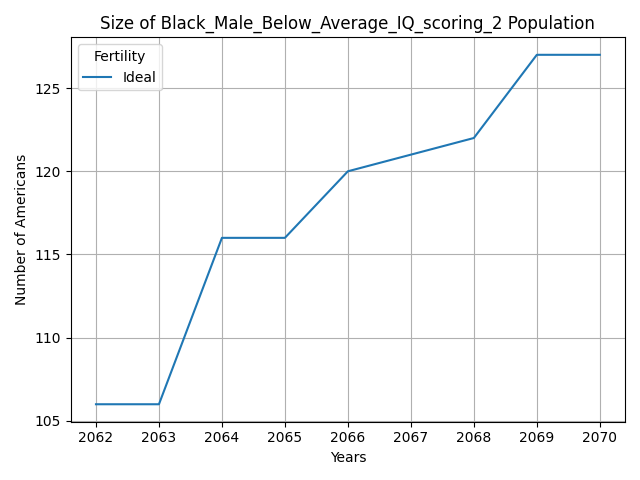 Size of Black_Male_Below_Average_IQ_scoring_2 Population
Fertility
Ideal
125
120
115
110
105
Number of Americans
2062 2063 2064 2065 2066 2067 2068 2069 2070
Years